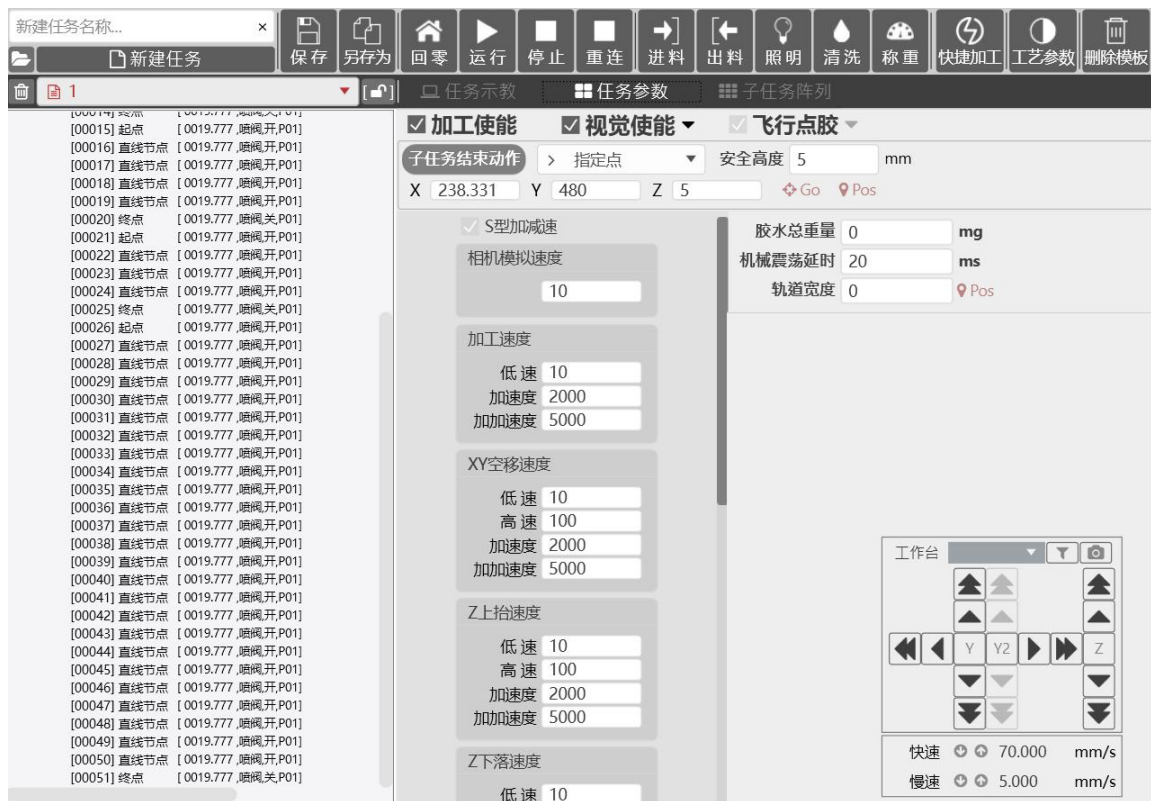 新建任务名称... ×
新建任务
保存
另存为
回零
运行
停止
重连
进料
出料
照明
清洗
称重
快捷加工
工艺参数
删除模板
1
任务示教
任务参数
子任务阵列
[00014] 终点 [ 0019.777 ,喷阀,关,P01]
[00015] 起点 [ 0019.777 ,喷阀,开,P01]
[00016] 直线节点 [ 0019.777 ,喷阀,开,P01]
[00017] 直线节点 [ 0019.777 ,喷阀,开,P01]
[00018] 直线节点 [ 0019.777 ,喷阀,开,P01]
[00019] 直线节点 [ 0019.777 ,喷阀,开,P01]
[00020] 终点 [ 0019.777 ,喷阀,关,P01]
[00021] 起点 [ 0019.777 ,喷阀,开,P01]
[00022] 直线节点 [ 0019.777 ,喷阀,开,P01]
[00023] 直线节点 [ 0019.777 ,喷阀,开,P01]
[00024] 直线节点 [ 0019.777 ,喷阀,开,P01]
[00025] 终点 [ 0019.777 ,喷阀,关,P01]
[00026] 起点 [ 0019.777 ,喷阀,开,P01]
[00027] 直线节点 [ 0019.777 ,喷阀,开,P01]
[00028] 直线节点 [ 0019.777 ,喷阀,开,P01]
[00029] 直线节点 [ 0019.777 ,喷阀,开,P01]
[00030] 直线节点 [ 0019.777 ,喷阀,开,P01]
[00031] 直线节点 [ 0019.777 ,喷阀,开,P01]
[00032] 直线节点 [ 0019.777 ,喷阀,开,P01]
[00033] 直线节点 [ 0019.777 ,喷阀,开,P01]
[00034] 直线节点 [ 0019.777 ,喷阀,开,P01]
[00035] 直线节点 [ 0019.777 ,喷阀,开,P01]
[00036] 直线节点 [ 0019.777 ,喷阀,开,P01]
[00037] 直线节点 [ 0019.777 ,喷阀,开,P01]
[00038] 直线节点 [ 0019.777 ,喷阀,开,P01]
[00039] 直线节点 [ 0019.777 ,喷阀,开,P01]
[00040] 直线节点 [ 0019.777 ,喷阀,开,P01]
[00041] 直线节点 [ 0019.777 ,喷阀,开,P01]
[00042] 直线节点 [ 0019.777 ,喷阀,开,P01]
[00043] 直线节点 [ 0019.777 ,喷阀,开,P01]
[00044] 直线节点 [ 0019.777 ,喷阀,开,P01]
[00045] 直线节点 [ 0019.777 ,喷阀,开,P01]
[00046] 直线节点 [ 0019.777 ,喷阀,开,P01]
[00047] 直线节点 [ 0019.777 ,喷阀,开,P01]
[00048] 直线节点 [ 0019.777 ,喷阀,开,P01]
[00049] 直线节点 [ 0019.777 ,喷阀,开,P01]
[00050] 直线节点 [ 0019.777 ,喷阀,开,P01]
[00051] 终点 [ 0019.777 ,喷阀,关,P01]
加工使能 视觉使能 飞行点胶
子任务结束动作 > 指定点 安全高度 5 mm
X 238.331 Y 480 Z 5 Go Pos
S型加减速
相机模拟速度
10
加工速度
低速 10
加速度 2000
加加速度 5000
XY空移速度
低速 10
高速 100
加速度 2000
加加速度 5000
Z上抬速度
低速 10
高速 100
加速度 2000
加加速度 5000
Z下落速度
低速 10
胶水总重量 0 mg
机械震荡延时 20 ms
轨道宽度 0 Pos
工作台
Y Y2 Z
快速 70.000 mm/s
慢速 5.000 mm/s